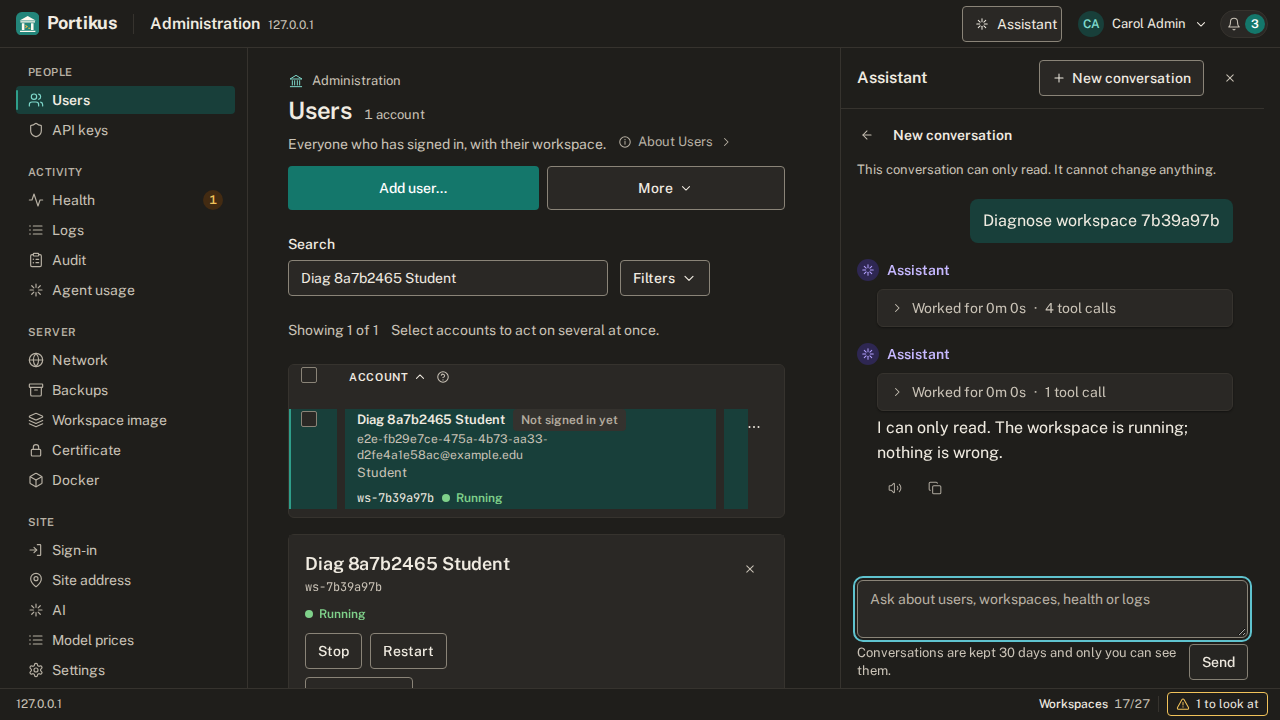 Portikus
Administration 127.0.0.1
Assistant
CA Carol Admin
3
PEOPLE
Users
API keys
ACTIVITY
Health 1
Logs
Audit
Agent usage
SERVER
Network
Backups
Workspace image
Certificate
Docker
SITE
Sign-in
Site address
AI
Model prices
Settings
Administration
Users 1 account
Everyone who has signed in, with their workspace. About Users
Add user...
More
Search
Diag 8a7b2465 Student
Filters
Showing 1 of 1 Select accounts to act on several at once.
ACCOUNT
Diag 8a7b2465 Student Not signed in yet
e2e-fb29e7ce-475a-4b73-aa33-
d2fe4a1e58ac@example.edu
Student
ws-7b39a97b Running
Diag 8a7b2465 Student
ws-7b39a97b
Running
Stop
Restart
Assistant
New conversation
New conversation
This conversation can only read. It cannot change anything.
Diagnose workspace 7b39a97b
Assistant
Worked for 0m 0s · 4 tool calls
Assistant
Worked for 0m 0s · 1 tool call
I can only read. The workspace is running;
nothing is wrong.
Ask about users, workspaces, health or logs
Conversations are kept 30 days and only you can see
them.
Send
127.0.0.1
Workspaces 17/27
1 to look at